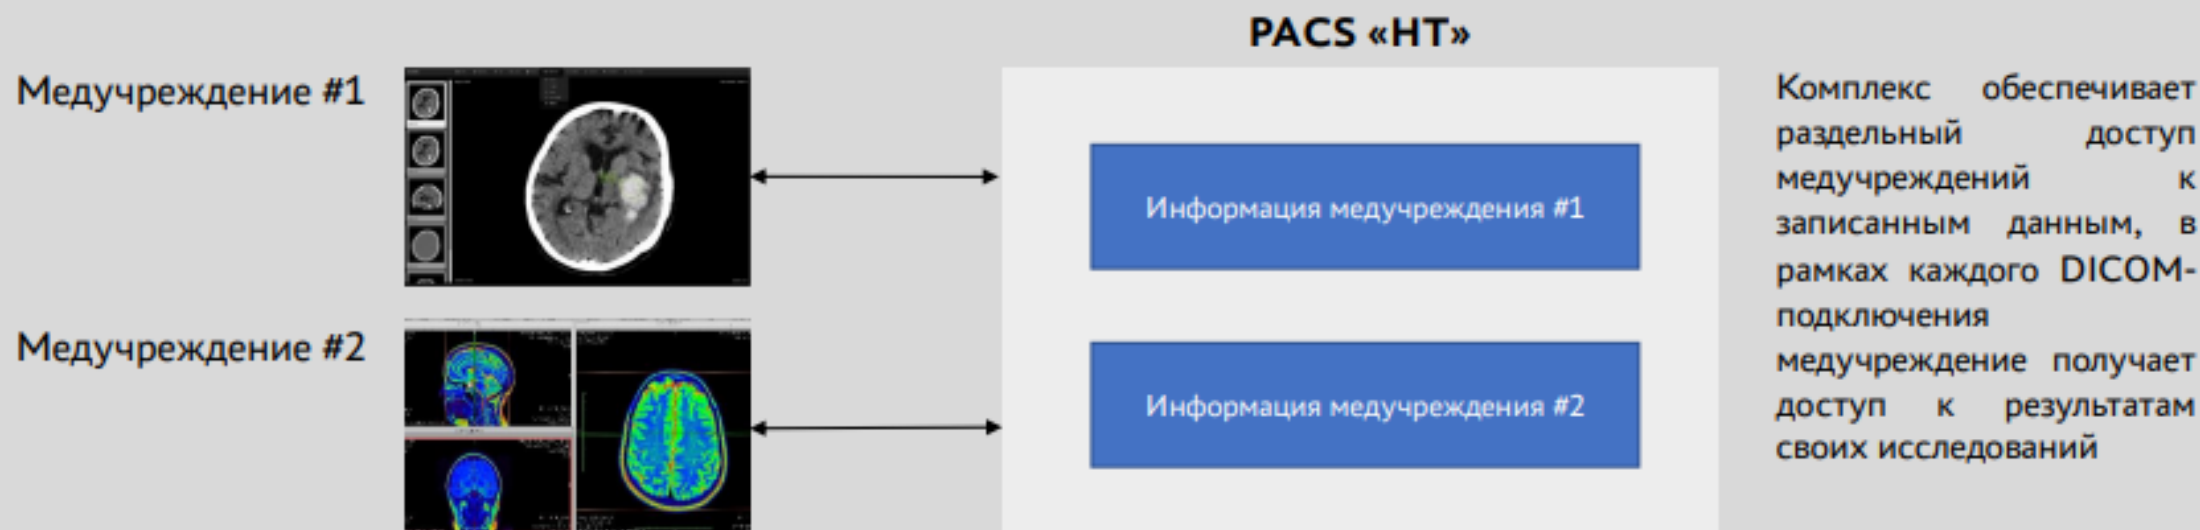 PACS «НТ»
Медучреждение #1
Информация медучреждения #1
Медучреждение #2
Информация медучреждения #2
Комплекс обеспечивает
раздельный доступ
медучреждений к
записанным данным, в
рамках каждого DICOM-
подключения
медучреждение получает
доступ к результатам
своих исследований